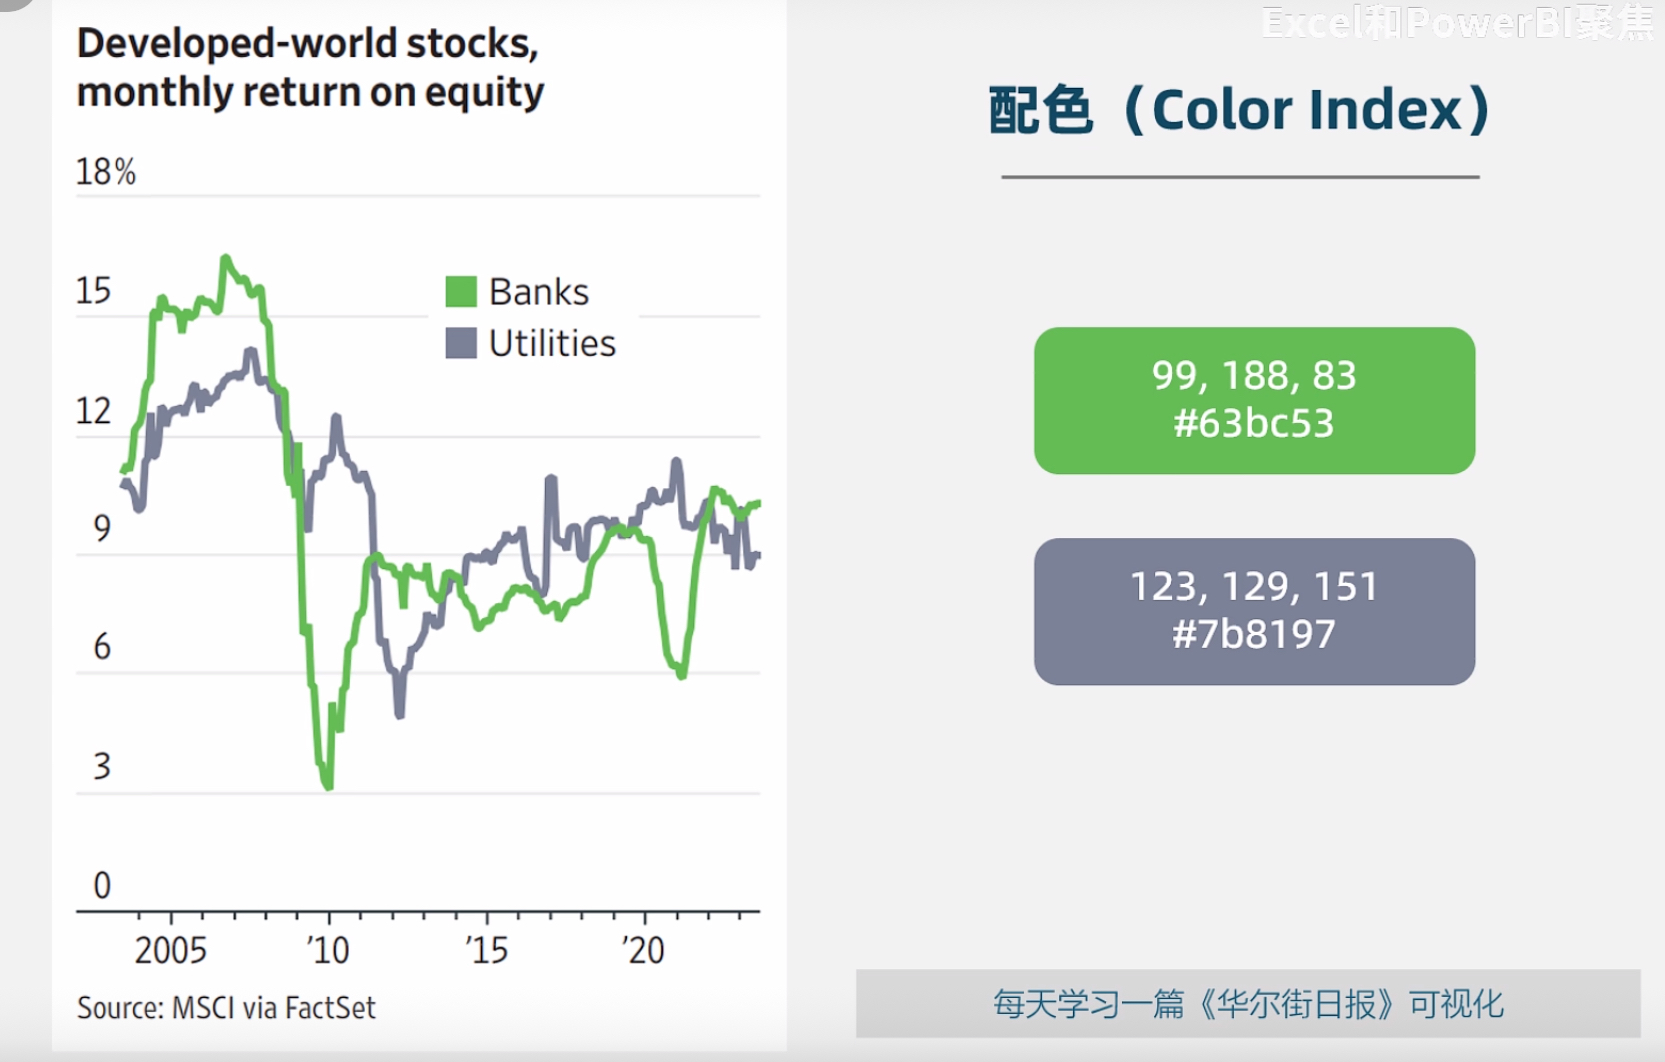 Developed-world stocks,
monthly return on equity
18%
15
12
9
6
3
0
Banks
Utilities
2005
’10
’15
’20
Source: MSCI via FactSet
Excel和PowerBI聚焦
配色（Color Index）
99, 188, 83
#63bc53
123, 129, 151
#7b8197
每天学习一篇《华尔街日报》可视化